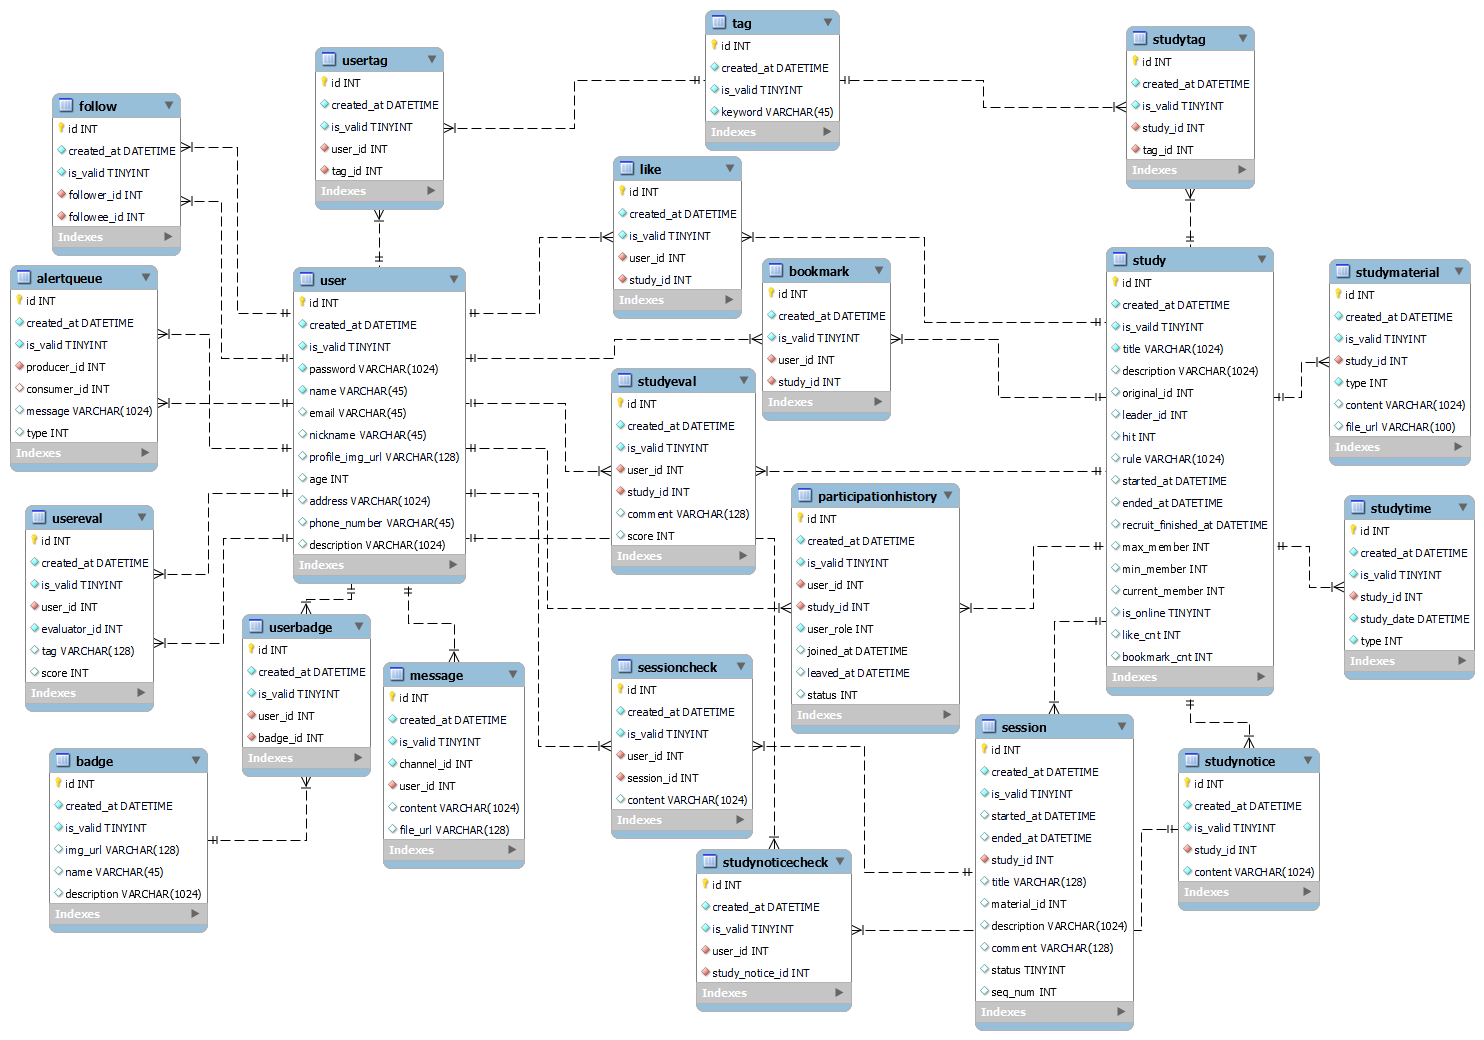 tag
id INT
created_at DATETIME
is_valid TINYINT
keyword VARCHAR(45)
Indexes
studytag
id INT
created_at DATETIME
is_valid TINYINT
study_id INT
tag_id INT
Indexes
usertag
id INT
created_at DATETIME
is_valid TINYINT
user_id INT
tag_id INT
Indexes
follow
id INT
created_at DATETIME
is_valid TINYINT
follower_id INT
followee_id INT
Indexes
like
id INT
created_at DATETIME
is_valid TINYINT
user_id INT
study_id INT
Indexes
alertqueue
id INT
created_at DATETIME
is_valid TINYINT
producer_id INT
consumer_id INT
message VARCHAR(1024)
type INT
Indexes
user
id INT
created_at DATETIME
is_valid TINYINT
password VARCHAR(1024)
name VARCHAR(45)
email VARCHAR(45)
nickname VARCHAR(45)
profile_img_url VARCHAR(128)
age INT
address VARCHAR(1024)
phone_number VARCHAR(45)
description VARCHAR(1024)
Indexes
bookmark
id INT
created_at DATETIME
is_valid TINYINT
user_id INT
study_id INT
Indexes
study
id INT
created_at DATETIME
is_vaild TINYINT
title VARCHAR(1024)
description VARCHAR(1024)
original_id INT
leader_id INT
hit INT
rule VARCHAR(1024)
started_at DATETIME
ended_at DATETIME
recruit_finished_at DATETIME
max_member INT
min_member INT
current_member INT
is_online TINYINT
like_cnt INT
bookmark_cnt INT
Indexes
studymaterial
id INT
created_at DATETIME
is_valid TINYINT
study_id INT
type INT
content VARCHAR(1024)
file_url VARCHAR(100)
Indexes
studyeval
id INT
created_at DATETIME
is_valid TINYINT
user_id INT
study_id INT
comment VARCHAR(128)
score INT
Indexes
participationhistory
id INT
created_at DATETIME
is_valid TINYINT
user_id INT
study_id INT
user_role INT
joined_at DATETIME
leaved_at DATETIME
status INT
Indexes
studytime
id INT
created_at DATETIME
is_valid TINYINT
study_id INT
study_date DATETIME
type INT
Indexes
usereval
id INT
created_at DATETIME
is_valid TINYINT
user_id INT
evaluator_id INT
tag VARCHAR(128)
score INT
Indexes
userbadge
id INT
created_at DATETIME
is_valid TINYINT
user_id INT
badge_id INT
Indexes
message
id INT
created_at DATETIME
is_valid TINYINT
channel_id INT
user_id INT
content VARCHAR(1024)
file_url VARCHAR(128)
Indexes
sessioncheck
id INT
created_at DATETIME
is_valid TINYINT
user_id INT
session_id INT
content VARCHAR(1024)
Indexes
badge
id INT
created_at DATETIME
is_valid TINYINT
img_url VARCHAR(128)
name VARCHAR(45)
description VARCHAR(1024)
Indexes
session
id INT
created_at DATETIME
is_valid TINYINT
started_at DATETIME
ended_at DATETIME
study_id INT
title VARCHAR(128)
material_id INT
description VARCHAR(1024)
comment VARCHAR(128)
status TINYINT
seq_num INT
Indexes
studynotice
id INT
created_at DATETIME
is_valid TINYINT
study_id INT
content VARCHAR(1024)
Indexes
studynoticecheck
id INT
created_at DATETIME
is_valid TINYINT
user_id INT
study_notice_id INT
Indexes